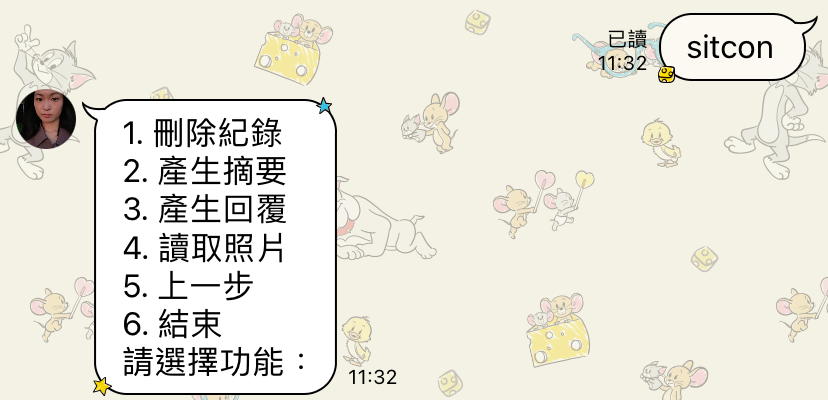 已讀
11:32
sitcon
1. 刪除紀錄
2. 產生摘要
3. 產生回覆
4. 讀取照片
5. 上一步
6. 結束
請選擇功能：
11:32